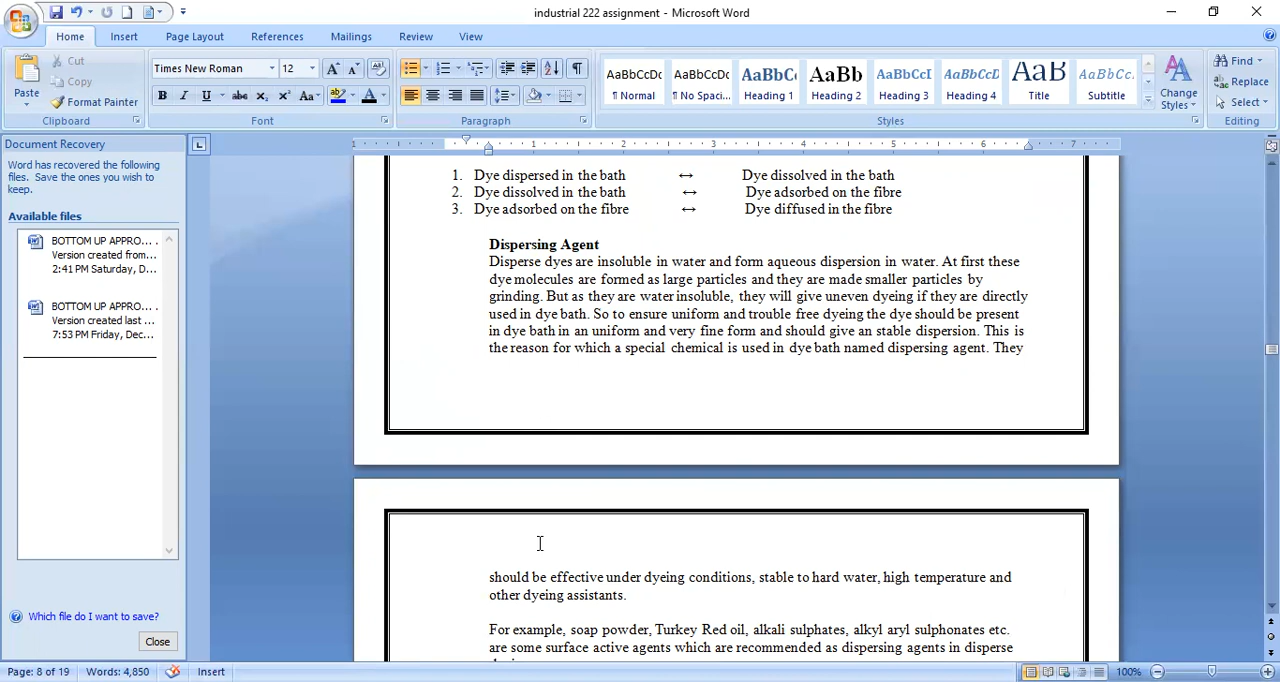 industrial 222 assignment - Microsoft Word
Home Insert Page Layout References Mailings Review View
Paste
Cut
Copy
Format Painter
Clipboard
Times New Roman 12
Font
Paragraph
AaBbCcDc ¶ Normal
AaBbCcDc ¶ No Spaci...
AaBbC Heading 1
AaBb Heading 2
AaBbCcI Heading 3
AaBbCcD Heading 4
AaB Title
AaBbCc. Subtitle
Change Styles
Styles
Find
Replace
Select
Editing
Document Recovery
Word has recovered the following
files. Save the ones you wish to
keep.
Available files
BOTTOM UP APPRO... .
Version created from...
2:41 PM Saturday, D...
BOTTOM UP APPRO... .
Version created last ...
7:53 PM Friday, Dec...
Which file do I want to save?
Close
1 1 2 3 4 5 6 7
1. Dye dispersed in the bath ↔ Dye dissolved in the bath
2. Dye dissolved in the bath ↔ Dye adsorbed on the fibre
3. Dye adsorbed on the fibre ↔ Dye diffused in the fibre
Dispersing Agent
Disperse dyes are insoluble in water and form aqueous dispersion in water. At first these
dye molecules are formed as large particles and they are made smaller particles by
grinding. But as they are water insoluble, they will give uneven dyeing if they are directly
used in dye bath. So to ensure uniform and trouble free dyeing the dye should be present
in dye bath in an uniform and very fine form and should give an stable dispersion. This is
the reason for which a special chemical is used in dye bath named dispersing agent. They
should be effective under dyeing conditions, stable to hard water, high temperature and
other dyeing assistants.
For example, soap powder, Turkey Red oil, alkali sulphates, alkyl aryl sulphonates etc.
are some surface active agents which are recommended as dispersing agents in disperse
Page: 8 of 19 Words: 4,850 Insert 100%